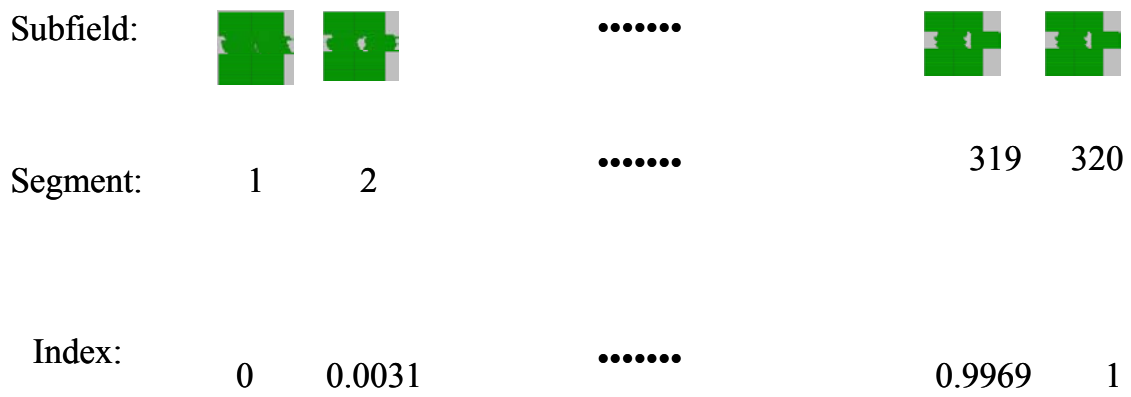 Subfield: •••••••
Segment: 1 2 ••••••• 319 320
Index: 0 0.0031 ••••••• 0.9969 1